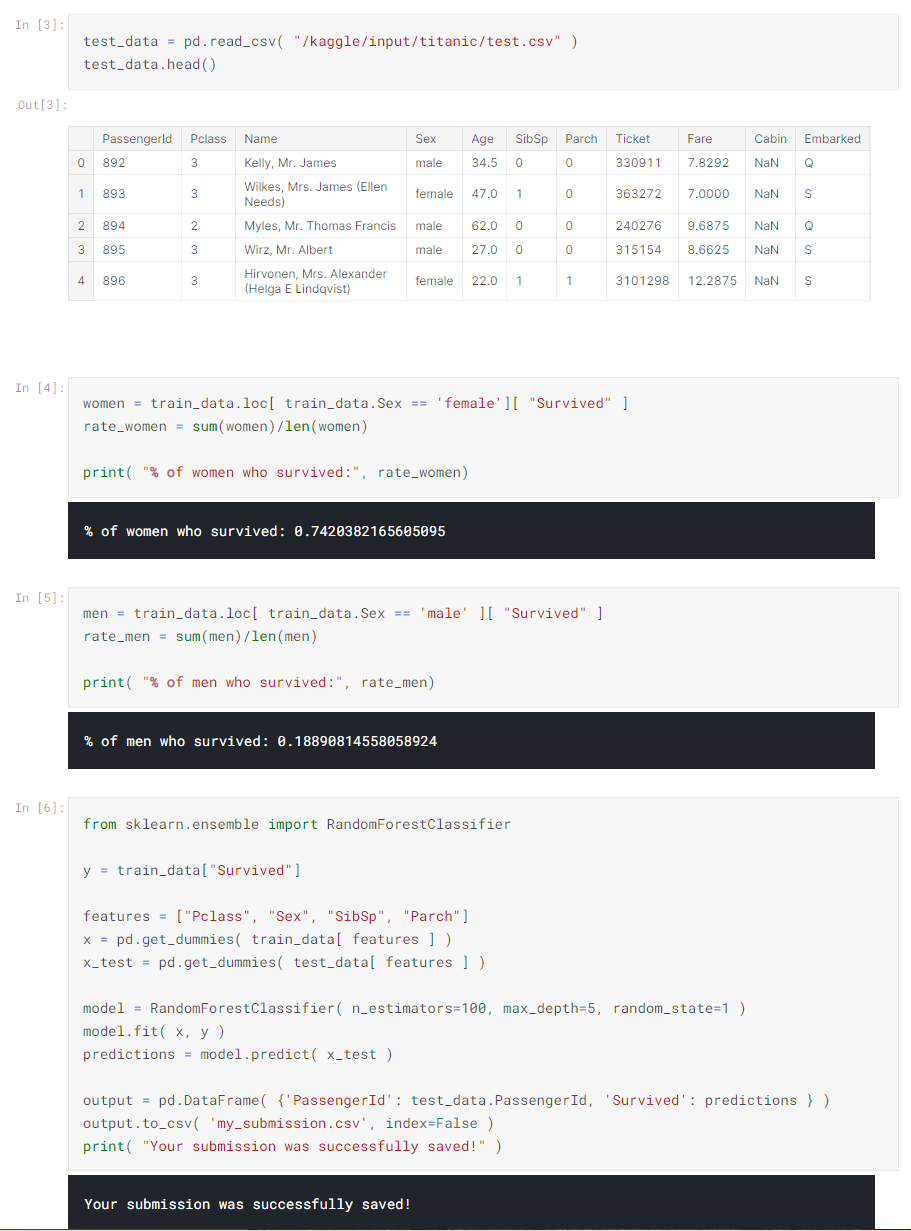 In [3]:
test_data = pd.read_csv( "/kaggle/input/titanic/test.csv" )
test_data.head()
Out[3]:
PassengerId Pclass Name Sex Age SibSp Parch Ticket Fare Cabin Embarked
0 892 3 Kelly, Mr. James male 34.5 0 0 330911 7.8292 NaN Q
1 893 3 Wilkes, Mrs. James (Ellen Needs) female 47.0 1 0 363272 7.0000 NaN S
2 894 2 Myles, Mr. Thomas Francis male 62.0 0 0 240276 9.6875 NaN Q
3 895 3 Wirz, Mr. Albert male 27.0 0 0 315154 8.6625 NaN S
4 896 3 Hirvonen, Mrs. Alexander (Helga E Lindqvist) female 22.0 1 1 3101298 12.2875 NaN S
In [4]:
women = train_data.loc[ train_data.Sex == 'female'][ "Survived" ]
rate_women = sum(women)/len(women)
print( "% of women who survived:", rate_women)
% of women who survived: 0.7420382165605095
In [5]:
men = train_data.loc[ train_data.Sex == 'male' ][ "Survived" ]
rate_men = sum(men)/len(men)
print( "% of men who survived:", rate_men)
% of men who survived: 0.18890814558058924
In [6]:
from sklearn.ensemble import RandomForestClassifier
y = train_data["Survived"]
features = ["Pclass", "Sex", "SibSp", "Parch"]
x = pd.get_dummies( train_data[ features ] )
x_test = pd.get_dummies( test_data[ features ] )
model = RandomForestClassifier( n_estimators=100, max_depth=5, random_state=1 )
model.fit( x, y )
predictions = model.predict( x_test )
output = pd.DataFrame( {'PassengerId': test_data.PassengerId, 'Survived': predictions } )
output.to_csv( 'my_submission.csv', index=False )
print( "Your submission was successfully saved!" )
Your submission was successfully saved!